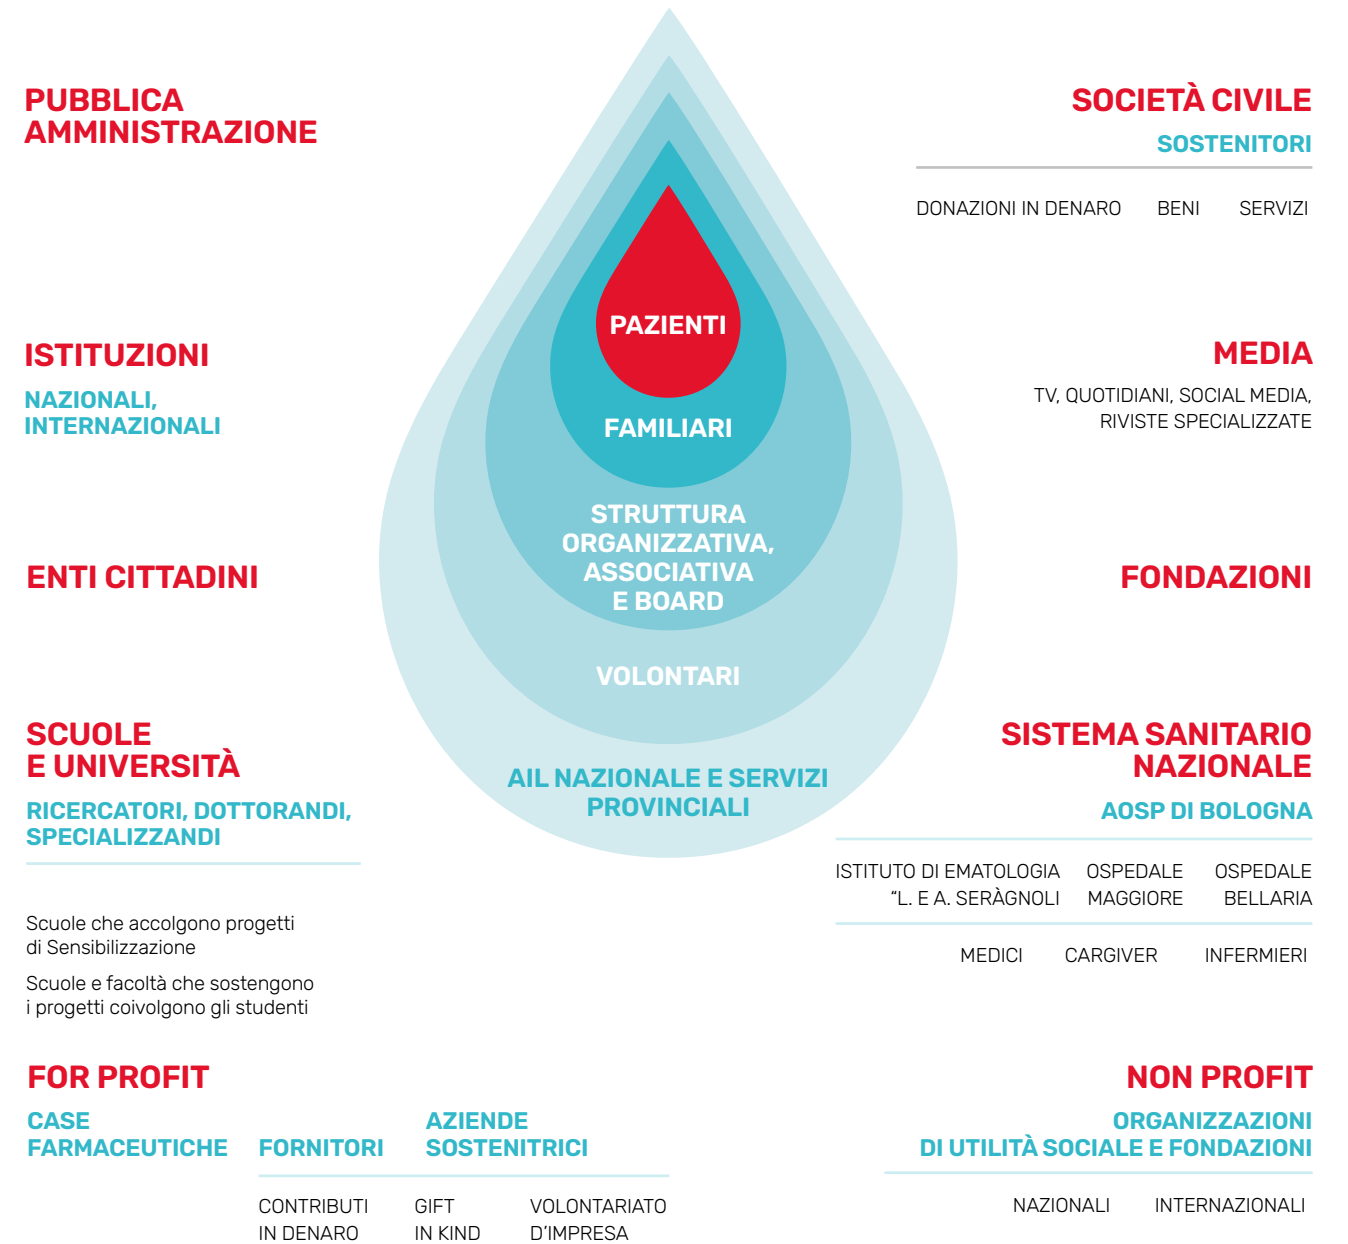 PUBBLICA
AMMINISTRAZIONE
ISTITUZIONI
NAZIONALI,
INTERNAZIONALI
ENTI CITTADINI
SCUOLE
E UNIVERSITÀ
RICERCATORI, DOTTORANDI,
SPECIALIZZANDI
Scuole che accolgono progetti
di Sensibilizzazione
Scuole e facoltà che sostengono
i progetti coivolgono gli studenti
PAZIENTI
FAMILIARI
STRUTTURA
ORGANIZZATIVA,
ASSOCIATIVA
E BOARD
VOLONTARI
AIL NAZIONALE E SERVIZI
PROVINCIALI
SOCIETÀ CIVILE
SOSTENITORI
DONAZIONI IN DENARO BENI SERVIZI
MEDIA
TV, QUOTIDIANI, SOCIAL MEDIA,
RIVISTE SPECIALIZZATE
FONDAZIONI
SISTEMA SANITARIO
NAZIONALE
AOSP DI BOLOGNA
ISTITUTO DI EMATOLOGIA OSPEDALE OSPEDALE
“L. E A. SERÀGNOLI MAGGIORE BELLARIA
MEDICI CARGIVER INFERMIERI
FOR PROFIT
CASE
FARMACEUTICHE
FORNITORI
AZIENDE
SOSTENITRICI
CONTRIBUTI
IN DENARO
GIFT
IN KIND
VOLONTARIATO
D'IMPRESA
NON PROFIT
ORGANIZZAZIONI
DI UTILITÀ SOCIALE E FONDAZIONI
NAZIONALI INTERNAZIONALI